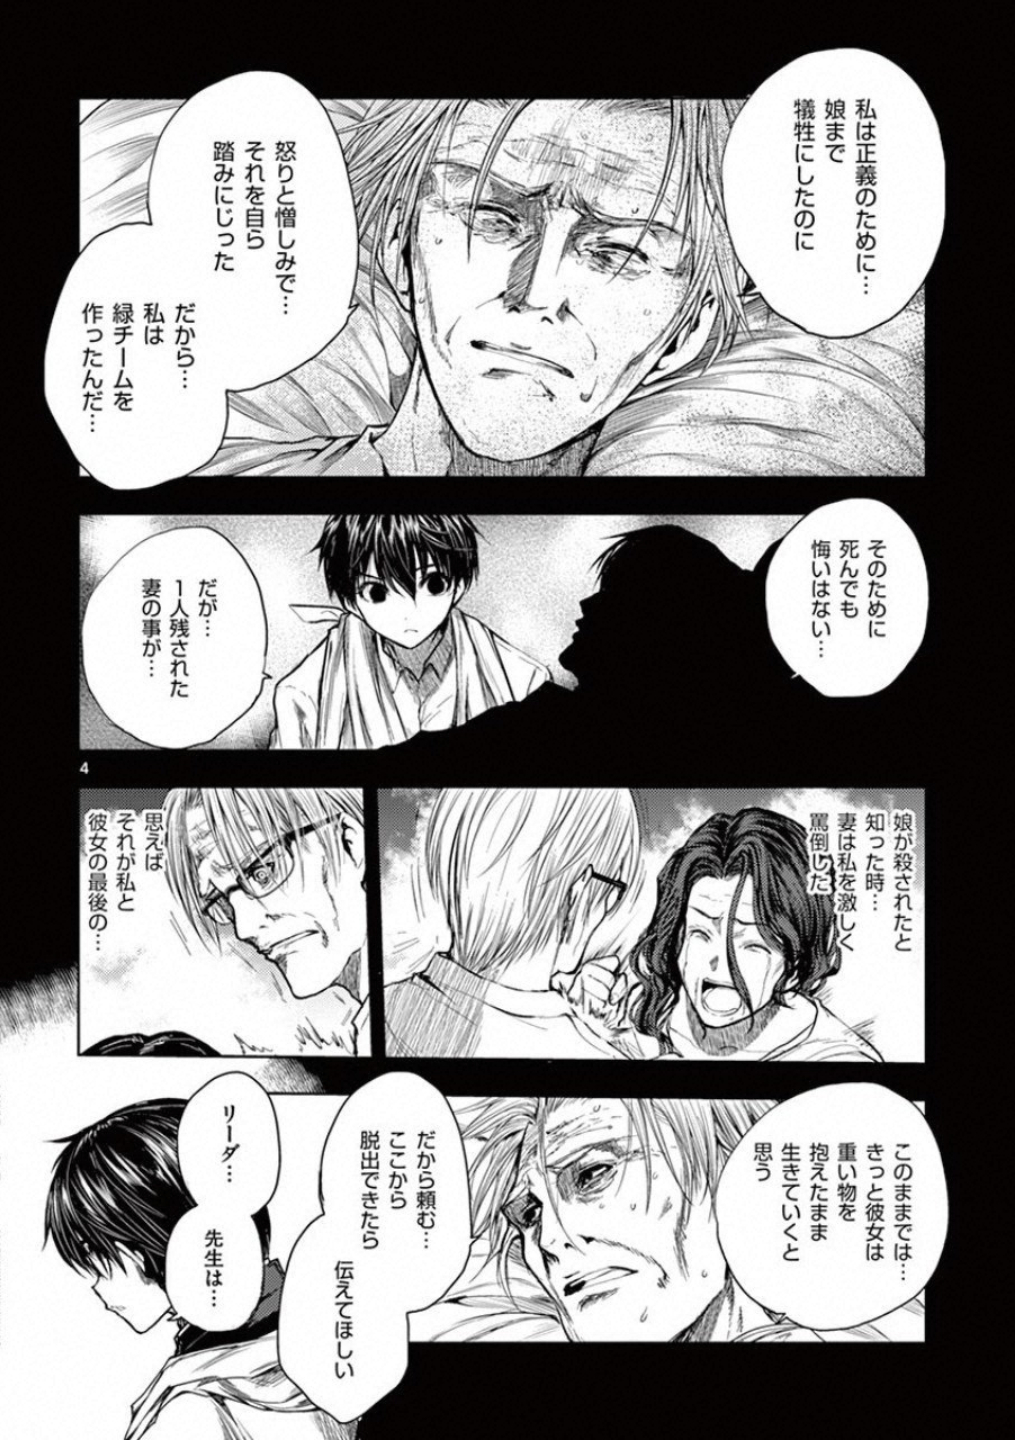 私は正義のために…
娘まで
犠牲にしたのに
怒りと憎しみで…
それを自ら
踏みにじった
だから…
私は
緑チームを
作ったんだ…
そのために
死んでも
悔いはない…
だが…
1人残された
妻の事が…
4
娘が殺されたと
知った時…
妻は私を激しく
罵倒した
思えば
それが私と
彼女の最後の…
このままでは…
きっと彼女は
重い物を
抱えたまま
生きていくと
思う
だから頼む…
ここから
脱出できたら
伝えてほしい
リーダ…
先生は…